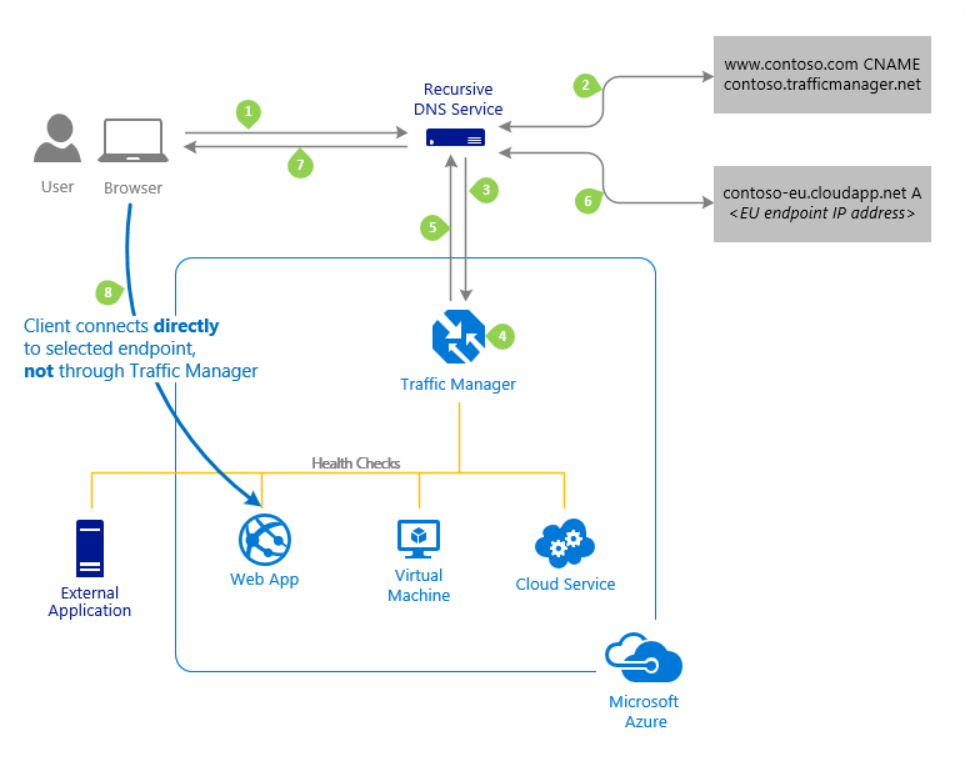 www.contoso.com CNAME
contoso.trafficmanager.net
2
Recursive
DNS Service
1
7
User
Browser
3
6
contoso-eu.cloudapp.net A
<EU endpoint IP address>
5
8
Client connects directly
to selected endpoint,
not through Traffic Manager
4
Traffic Manager
Health Checks
External
Application
Web App
Virtual
Machine
Cloud Service
Microsoft
Azure